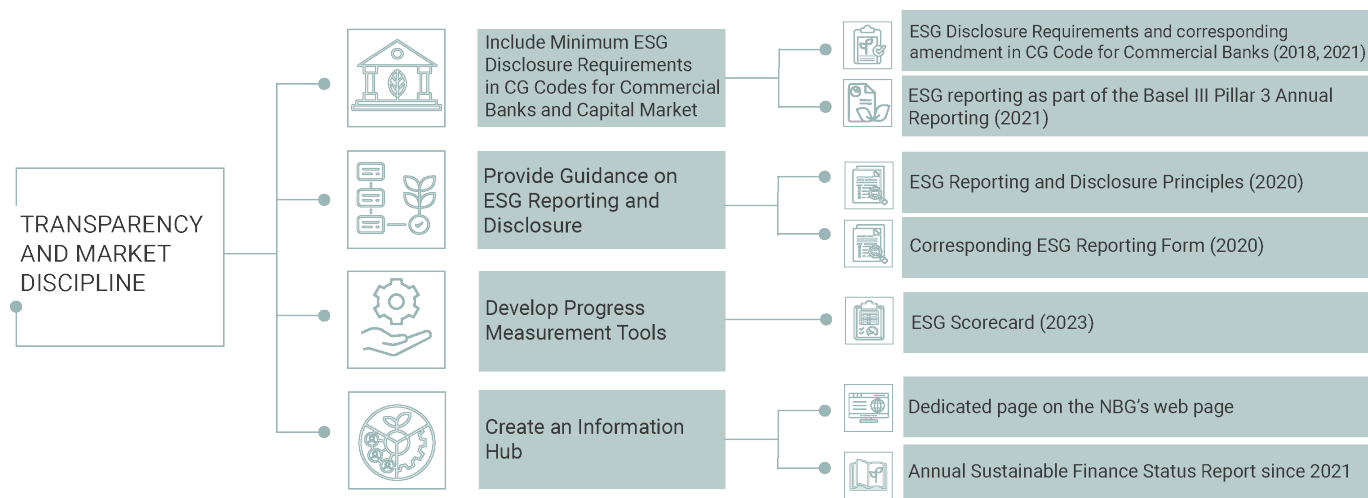 TRANSPARENCY
AND MARKET
DISCIPLINE
Include Minimum ESG
Disclosure Requirements
in CG Codes for Commercial
Banks and Capital Market
ESG Disclosure Requirements and corresponding
amendment in CG Code for Commercial Banks (2018, 2021)
ESG reporting as part of the Basel III Pillar 3 Annual
Reporting (2021)
Provide Guidance on
ESG Reporting and
Disclosure
ESG Reporting and Disclosure Principles (2020)
Corresponding ESG Reporting Form (2020)
Develop Progress
Measurement Tools
ESG Scorecard (2023)
Create an Information
Hub
Dedicated page on the NBG's web page
Annual Sustainable Finance Status Report since 2021